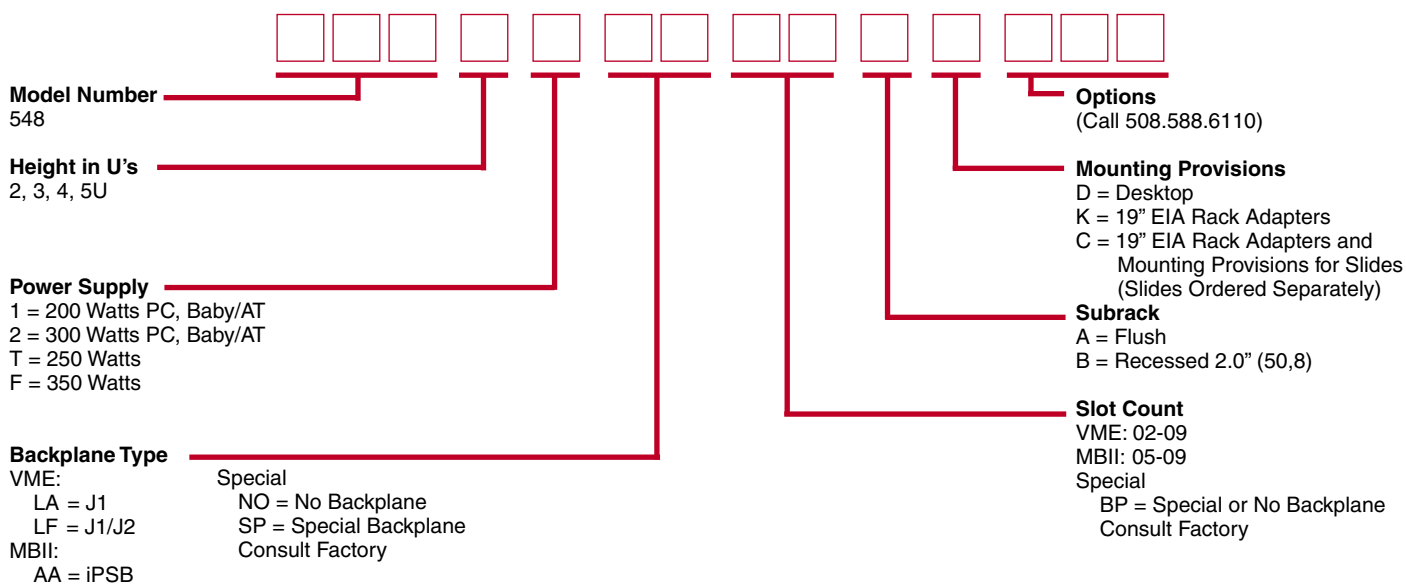 Model Number
548
Height in U’s
2, 3, 4, 5U
Power Supply
1 = 200 Watts PC, Baby/AT
2 = 300 Watts PC, Baby/AT
T = 250 Watts
F = 350 Watts
Backplane Type
VME:
LA = J1
LF = J1/J2
MBII:
AA = iPSB
Special
NO = No Backplane
SP = Special Backplane
Consult Factory
Options
(Call 508.588.6110)
Mounting Provisions
D = Desktop
K = 19” EIA Rack Adapters
C = 19” EIA Rack Adapters and
Mounting Provisions for Slides
(Slides Ordered Separately)
Subrack
A = Flush
B = Recessed 2.0” (50,8)
Slot Count
VME: 02-09
MBII: 05-09
Special
BP = Special or No Backplane
Consult Factory